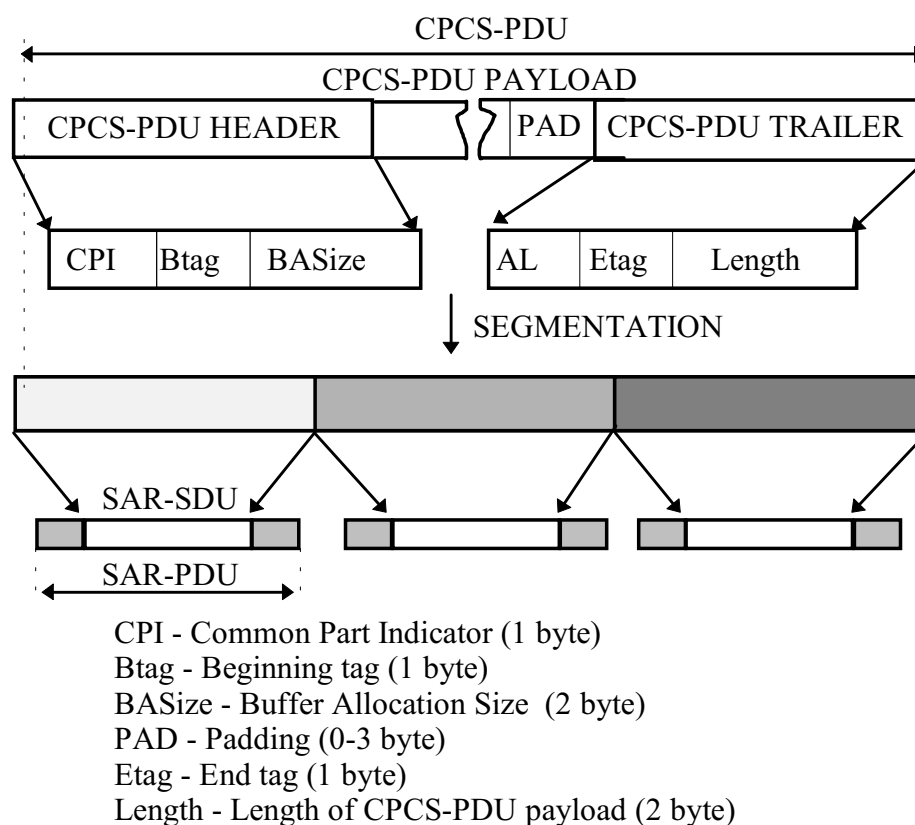 CPCS-PDU
CPCS-PDU PAYLOAD
CPCS-PDU HEADER
PAD
CPCS-PDU TRAILER
CPI
Btag
BASize
AL
Etag
Length
SEGMENTATION
SAR-SDU
SAR-PDU
CPI - Common Part Indicator (1 byte)
Btag - Beginning tag (1 byte)
BASize - Buffer Allocation Size (2 byte)
PAD - Padding (0-3 byte)
Etag - End tag (1 byte)
Length - Length of CPCS-PDU payload (2 byte)